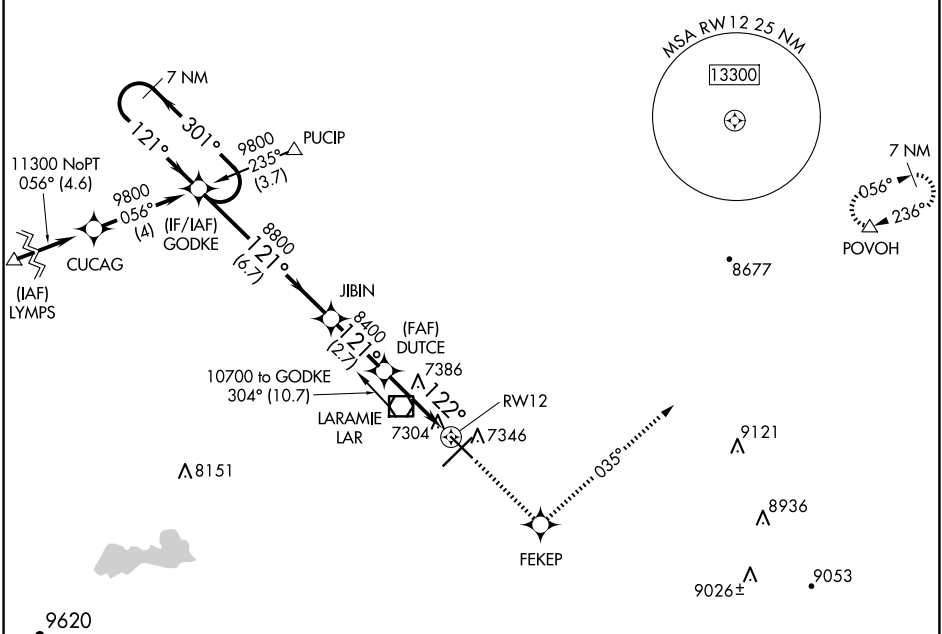 MSA RW12 25 NM
13300
7 NM
121°
301°
9800
235°
(3.7)
PUCIP
11300 NoPT
056° (4.6)
9800
056°
(4)
(IF/IAF)
GODKE
CUCAG
(IAF)
LYMPS
7 NM
056°
236°
POVOH
8677
8800
121°
(6.7)
JIBIN
8400
121°
(2.7)
(FAF)
DUTCE
7386
122°
10700 to GODKE
304° (10.7)
LARAMIE
LAR
RW12
7304
7346
8151
035°
9121
8936
FEKEP
9026±
9053
9620